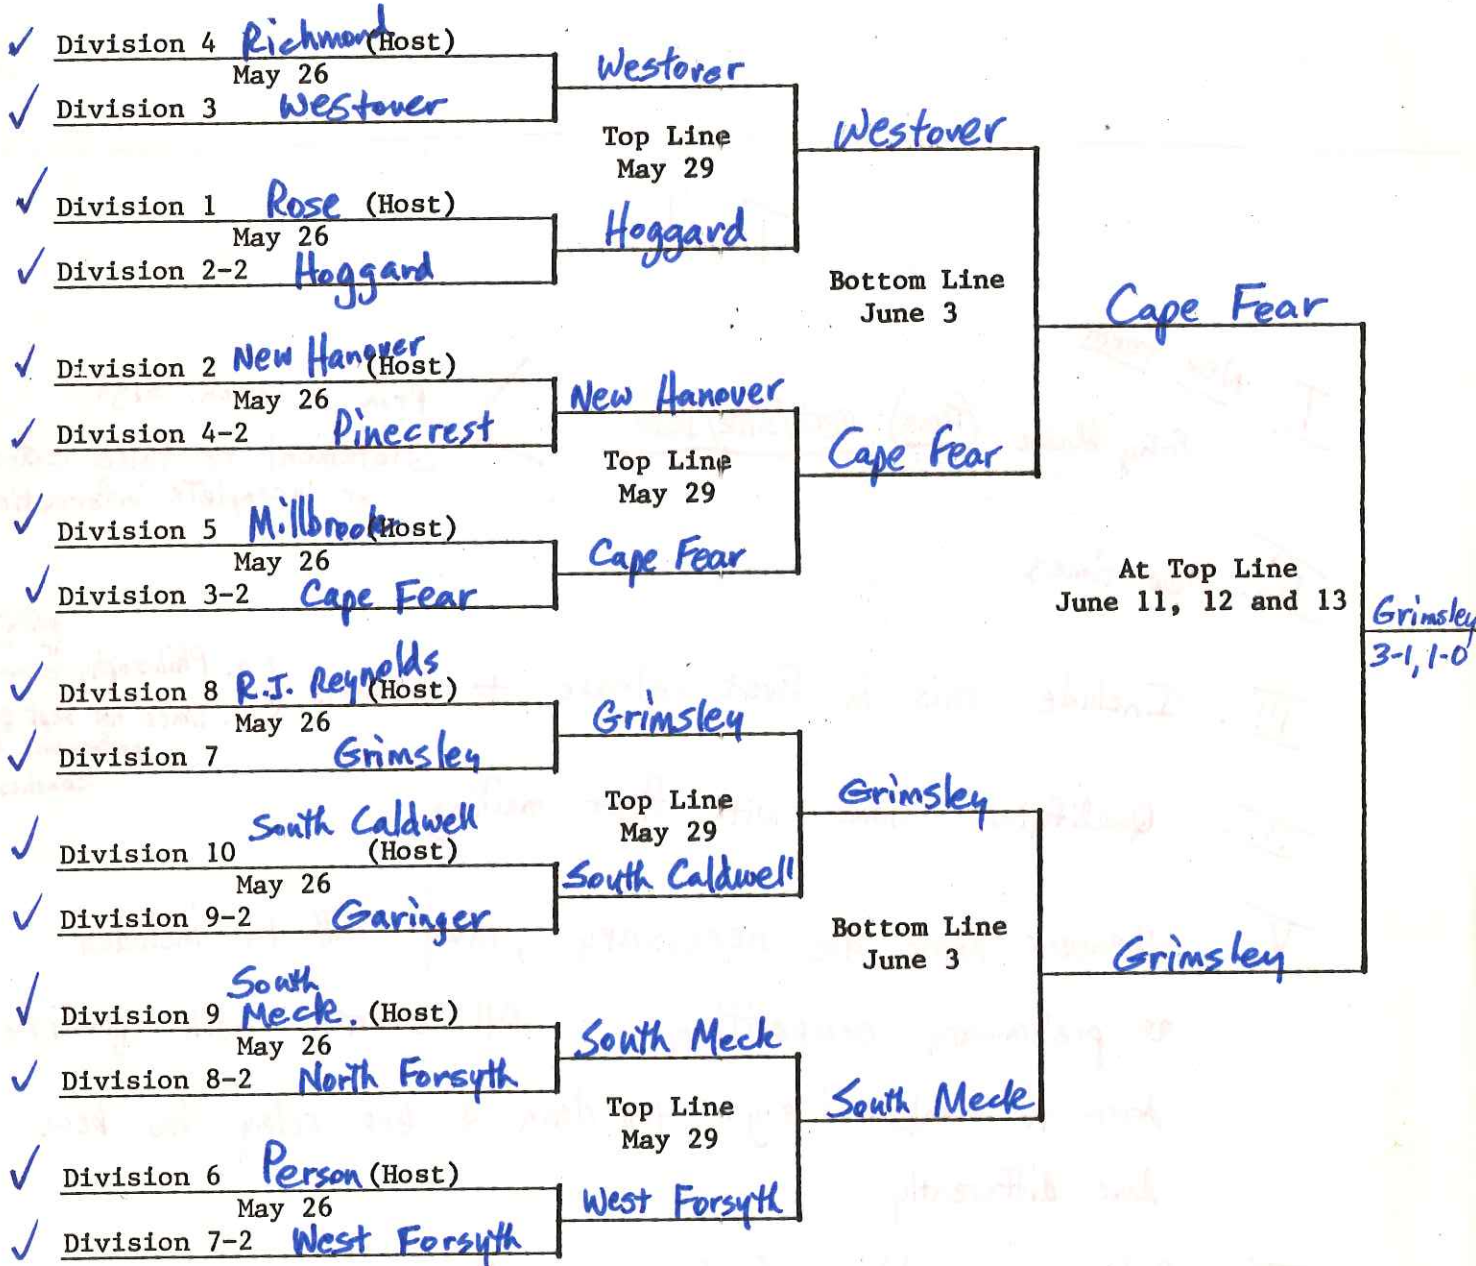 Division 4 Richmond (Host)
May 26
Division 3 Westover
Westover
Top Line
May 29
Westover
Division 1 Rose (Host)
May 26
Division 2-2 Hoggard
Hoggard
Bottom Line
June 3
Cape Fear
Division 2 New Hanover (Host)
May 26
Division 4-2 Pinecrest
New Hanover
Top Line
May 29
Cape Fear
Division 5 Millbrook (Host)
May 26
Division 3-2 Cape Fear
Cape Fear
At Top Line
June 11, 12 and 13
Grimsley
3-1, 1-0
Division 8 R.J. Reynolds (Host)
May 26
Division 7 Grimsley
Grimsley
Top Line
May 29
Grimsley
South Caldwell
Division 10 (Host)
May 26
Division 9-2 Garinger
South Caldwell
Bottom Line
June 3
Grimsley
South
Division 9 Meck. (Host)
May 26
Division 8-2 North Forsyth
South Meck
Top Line
May 29
South Meck
Division 6 Person (Host)
May 26
Division 7-2 West Forsyth
West Forsyth